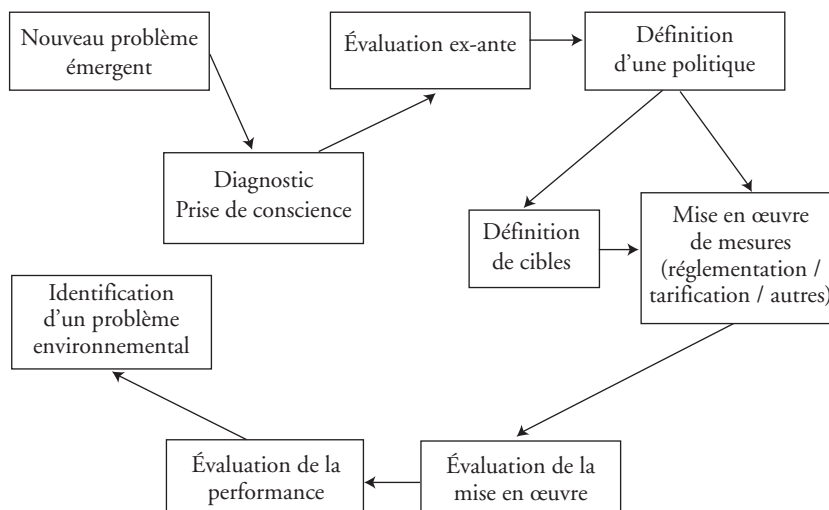 Nouveau problème
émergent
Évaluation ex-ante
Définition
d'une politique
Diagnostic
Prise de conscience
Définition
de cibles
Mise en œuvre
de mesures
(réglementation /
tarification / autres)
Identification
d'un problème
environnemental
Évaluation de la
performance
Évaluation de la
mise en œuvre